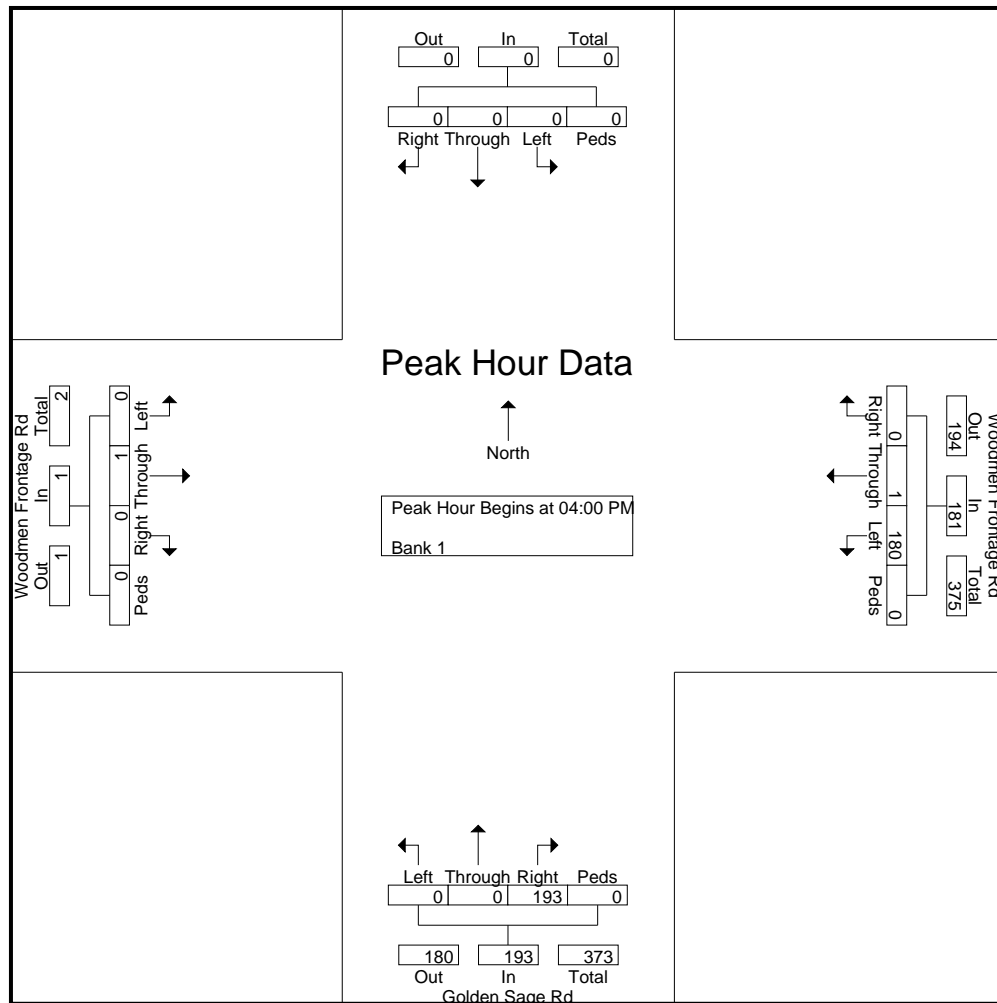 Out In Total
0 0 0
0 0 0 0
Right Through Left Peds
Peak Hour Data
North
Peak Hour Begins at 04:00 PM
Bank 1
Woodmen Frontage Rd
Out In Total
1 1 2
0 1 0 0
Left Through Right Peds
Woodmen Frontage Rd
Out In Total
194 181 375
0 1 180 0
Right Through Left Peds
Left Through Right Peds
0 0 193 0
180 193 373
Out In Total
Golden Sage Rd